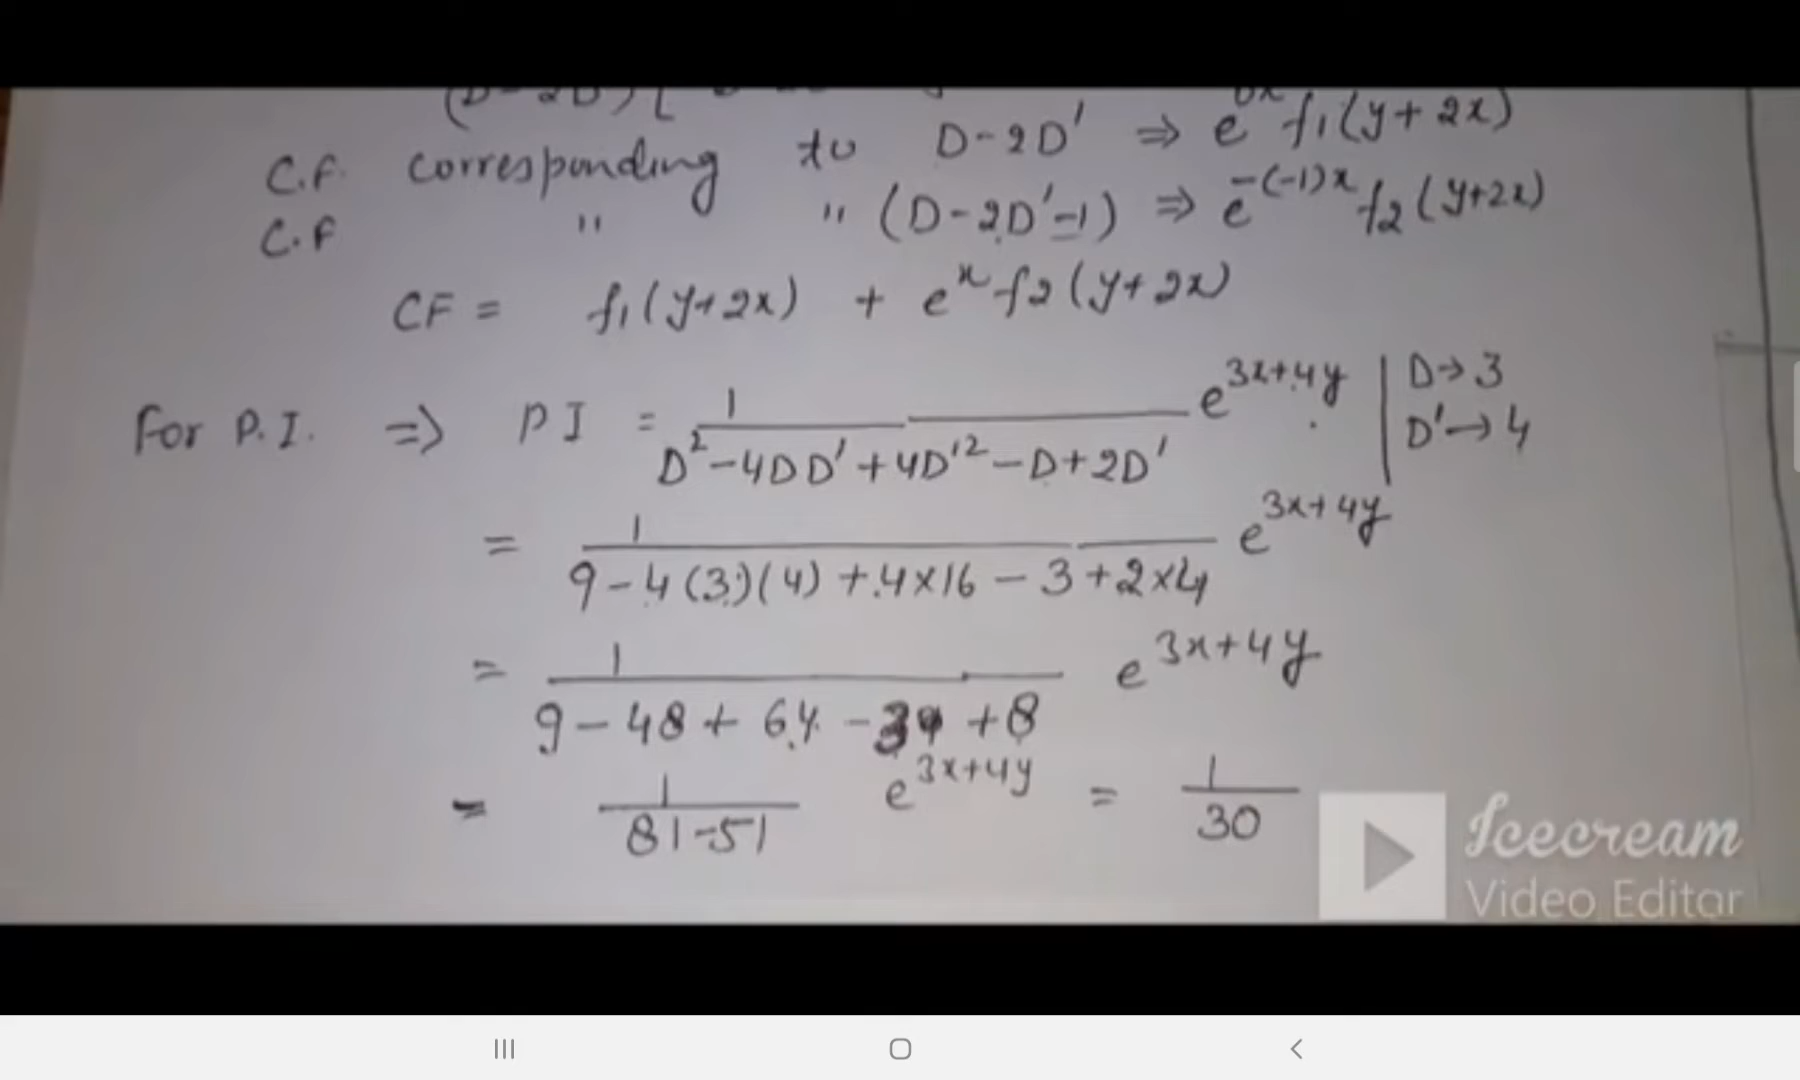 C.F. corresponding to D-2D' ⇒ e^{0x} f1(y+2x)
C.F " " (D-2D'-1) ⇒ e^{-(-1)x} f2(y+2x)
CF = f1(y+2x) + e^x f2(y+2x)
For P.I. ⇒ PI = 1/(D²-4DD'+4D'²-D+2D') e^{3x+4y} | D→3 D'→4
= 1/(9-4(3)(4)+4×16-3+2×4) e^{3x+4y}
= 1/(9-48+64-3+8) e^{3x+4y}
= 1/(81-51) e^{3x+4y} = 1/30
Icecream
Video Editor